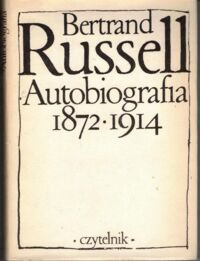 Bertrand
Russell
Autobiografia
1872·1914
·czytelnik·